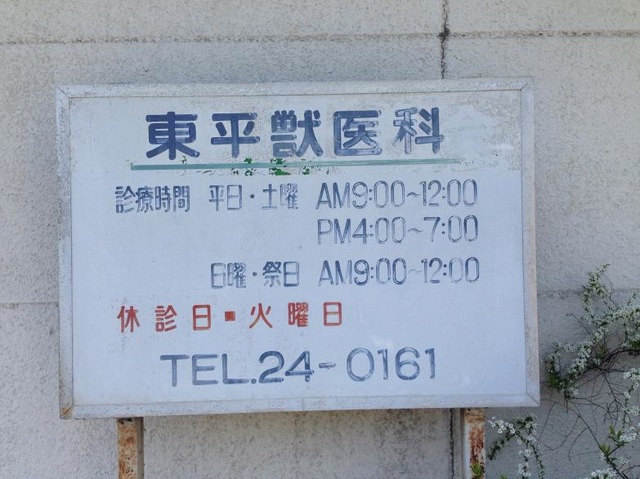 東平獣医科
診療時間 平日・土曜 AM9:00~12:00
PM4:00~7:00
日曜・祭日 AM9:00~12:00
休診日▪火曜日
TEL.24-0161